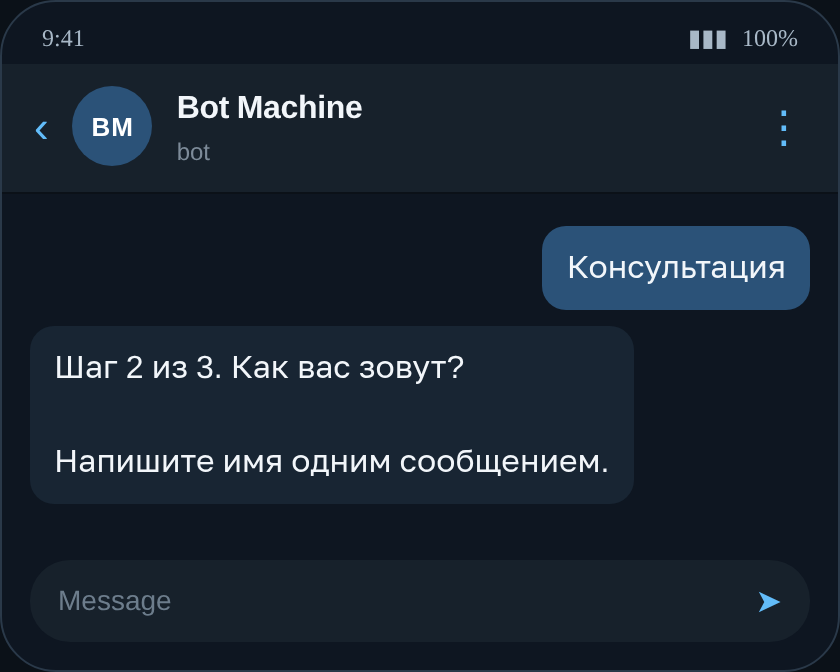 9:41
100%
‹
BM
Bot Machine
bot
⋮
Консультация
Шаг 2 из 3. Как вас зовут?
Напишите имя одним сообщением.
Message
➤